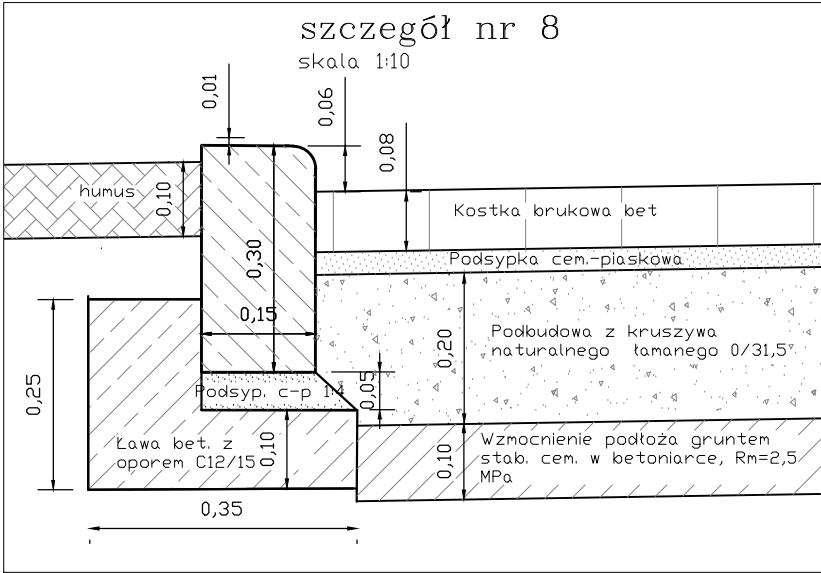 szczegół nr 8
skala 1:10
0,01
0,06
0,08
humus
0,10
Kostka brukowa bet
0,30
Podsypka cem.-piaskowa
0,15
0,20
Podbudowa z kruszywa
naturalnego łamanego 0/31,5
0,25
Podsyp. c-p 1:4
0,05
Ława bet. z
oporem C12/15
0,10
0,10
Wzmocnienie podłoża gruntem
stab. cem. w betoniarce, Rm=2,5
MPa
0,35